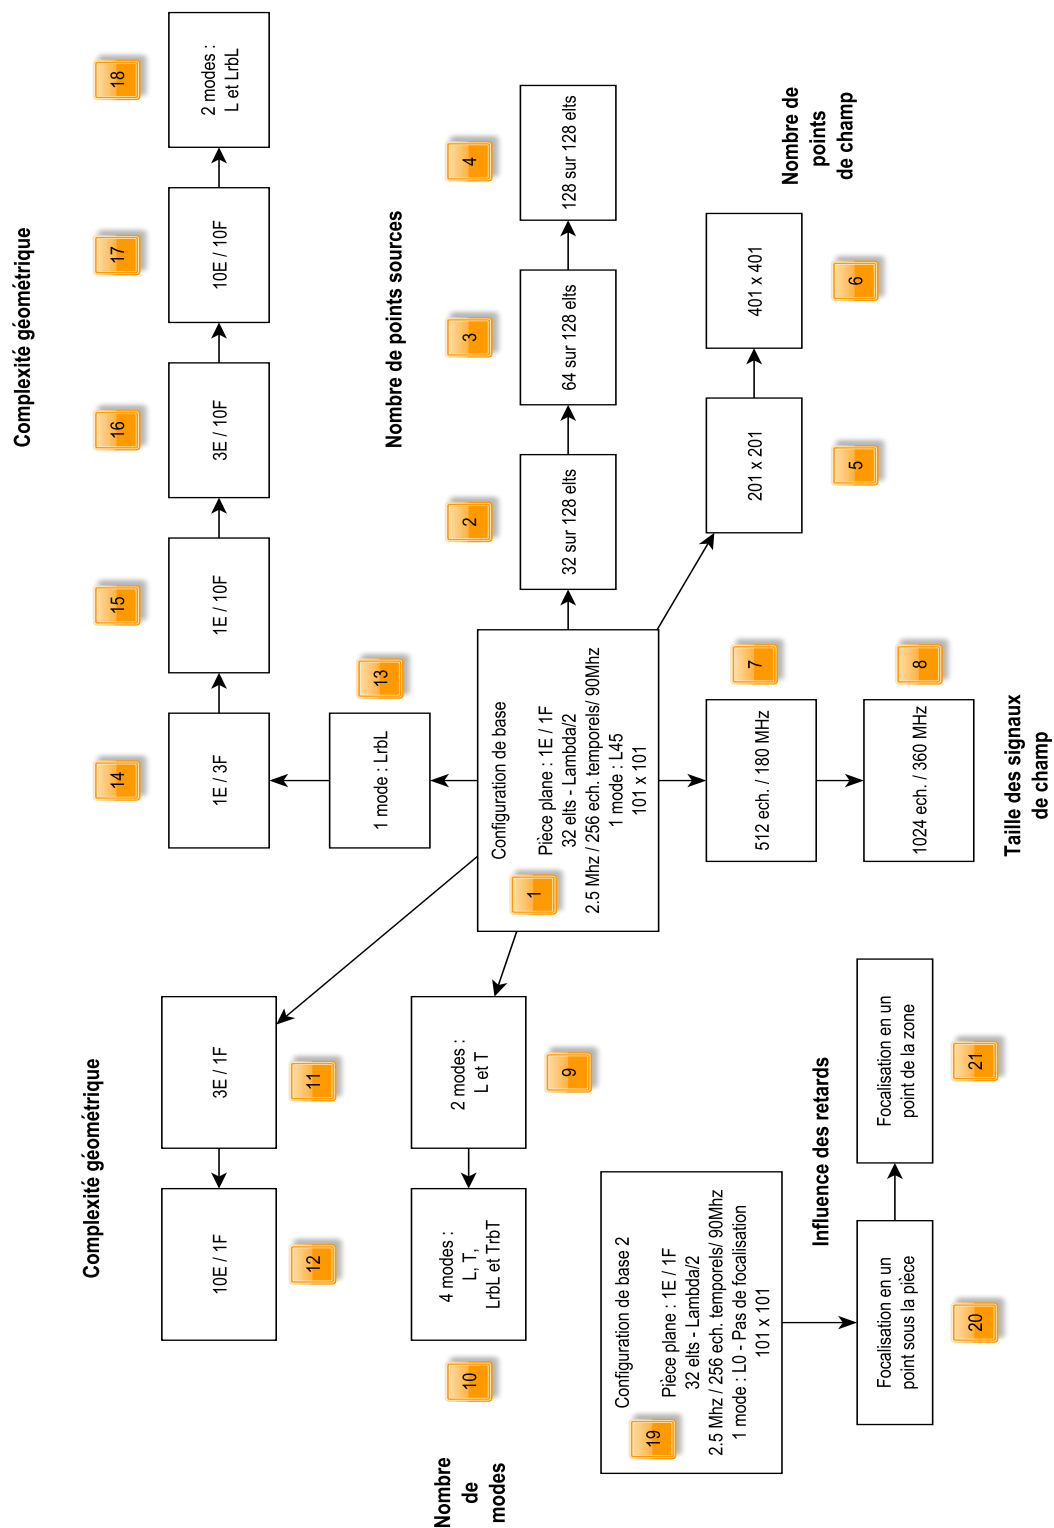 Complexité géométrique
10E / 1F
12
3E / 1F
11
Nombre
de
modes
10
4 modes :
L, T,
LrbL et TrbT
2 modes :
L et T
9
Complexité géométrique
14
15
16
17
18
1E / 3F
1E / 10F
3E / 10F
10E / 10F
2 modes :
L et LrbL
1 mode : LrbL
13
Nombre de points sources
2
3
4
32 sur 128 elts
64 sur 128 elts
128 sur 128 elts
Configuration de base
1
Pièce plane : 1E / 1F
32 elts - Lambda/2
2.5 Mhz / 256 ech. temporels/ 90Mhz
1 mode : L45
101 x 101
Nombre de
points
de champ
201 x 201
401 x 401
5
6
512 ech. / 180 MHz
7
1024 ech. / 360 MHz
8
Taille des signaux
de champ
Configuration de base 2
19
Pièce plane : 1E / 1F
32 elts - Lambda/2
2.5 Mhz / 256 ech. temporels/ 90Mhz
1 mode : L0 - Pas de focalisation
101 x 101
Influence des retards
Focalisation en un
point sous la pièce
20
Focalisation en un
point de la zone
21